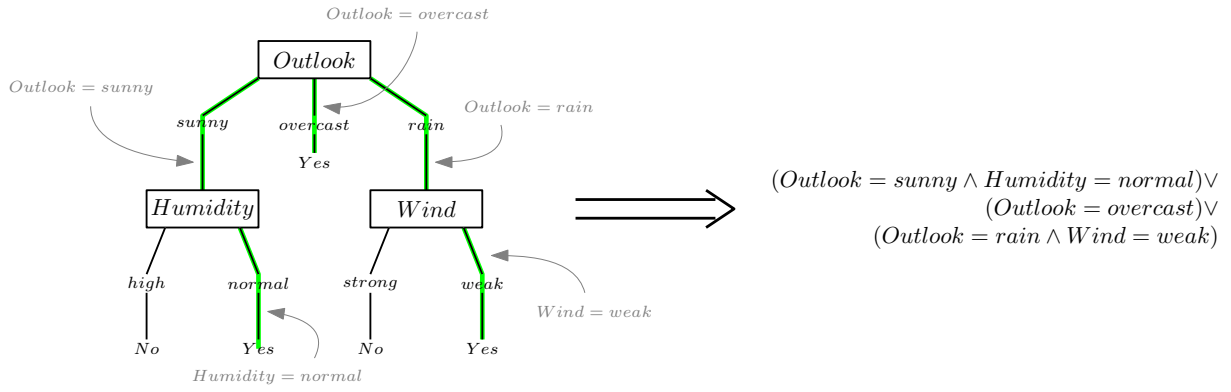 Outlook = overcast
Outlook
Outlook = sunny
Outlook = rain
sunny overcast rain
Yes
Humidity Wind
(Outlook = sunny ∧ Humidity = normal)∨
(Outlook = overcast)∨
(Outlook = rain ∧ Wind = weak)
high normal strong weak
Wind = weak
No Yes No Yes
Humidity = normal